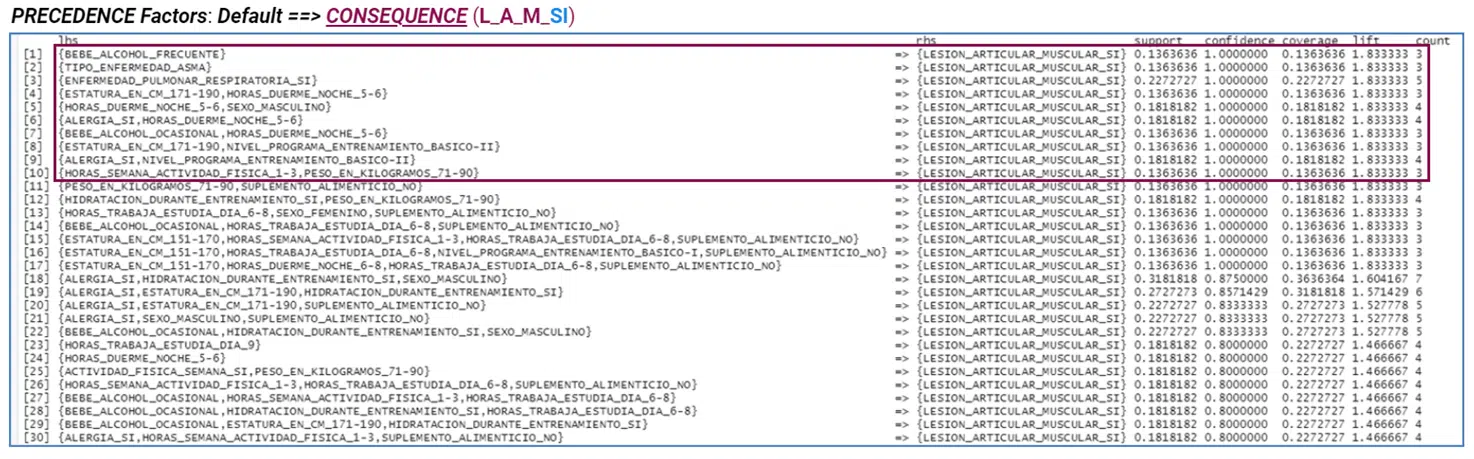 PRECEDENCE Factors: Default ==> CONSEQUENCE (L_A_M_SI)
lhs rhs support confidence coverage lift count
[1] {BEBE_ALCOHOL_FRECUENTE} => {LESION_ARTICULAR_MUSCULAR_SI} 0.1363636 1.0000000 0.1363636 1.833333 3
[2] {TIPO_ENFERMEDAD_ASMA} => {LESION_ARTICULAR_MUSCULAR_SI} 0.1363636 1.0000000 0.1363636 1.833333 3
[3] {ENFERMEDAD_PULMONAR_RESPIRATORIA_SI} => {LESION_ARTICULAR_MUSCULAR_SI} 0.2272727 1.0000000 0.2272727 1.833333 5
[4] {ESTATURA_EN_CM_171-190,HORAS_DUERME_NOCHE_5-6} => {LESION_ARTICULAR_MUSCULAR_SI} 0.1363636 1.0000000 0.1363636 1.833333 3
[5] {HORAS_DUERME_NOCHE_5-6,SEXO_MASCULINO} => {LESION_ARTICULAR_MUSCULAR_SI} 0.1818182 1.0000000 0.1818182 1.833333 4
[6] {ALERGIA_SI,HORAS_DUERME_NOCHE_5-6} => {LESION_ARTICULAR_MUSCULAR_SI} 0.1818182 1.0000000 0.1818182 1.833333 4
[7] {BEBE_ALCOHOL_OCASIONAL,HORAS_DUERME_NOCHE_5-6} => {LESION_ARTICULAR_MUSCULAR_SI} 0.1363636 1.0000000 0.1363636 1.833333 3
[8] {ESTATURA_EN_CM_171-190,NIVEL_PROGRAMA_ENTRENAMIENTO_BASICO-II} => {LESION_ARTICULAR_MUSCULAR_SI} 0.1363636 1.0000000 0.1363636 1.833333 3
[9] {ALERGIA_SI,NIVEL_PROGRAMA_ENTRENAMIENTO_BASICO-II} => {LESION_ARTICULAR_MUSCULAR_SI} 0.1818182 1.0000000 0.1818182 1.833333 4
[10] {HORAS_SEMANA_ACTIVIDAD_FISICA_1-3,PESO_EN_KILOGRAMOS_71-90} => {LESION_ARTICULAR_MUSCULAR_SI} 0.1363636 1.0000000 0.1363636 1.833333 3
[11] {PESO_EN_KILOGRAMOS_71-90,SUPLEMENTO_ALIMENTICIO_NO} => {LESION_ARTICULAR_MUSCULAR_SI} 0.1363636 1.0000000 0.1363636 1.833333 3
[12] {HIDRATACION_DURANTE_ENTRENAMIENTO_SI,PESO_EN_KILOGRAMOS_71-90} => {LESION_ARTICULAR_MUSCULAR_SI} 0.1818182 1.0000000 0.1818182 1.833333 4
[13] {HORAS_TRABAJA_ESTUDIA_DIA_6-8,SEXO_FEMENINO,SUPLEMENTO_ALIMENTICIO_NO} => {LESION_ARTICULAR_MUSCULAR_SI} 0.1363636 1.0000000 0.1363636 1.833333 3
[14] {BEBE_ALCOHOL_OCASIONAL,HORAS_TRABAJA_ESTUDIA_DIA_6-8,SUPLEMENTO_ALIMENTICIO_NO} => {LESION_ARTICULAR_MUSCULAR_SI} 0.1363636 1.0000000 0.1363636 1.833333 3
[15] {ESTATURA_EN_CM_151-170,HORAS_SEMANA_ACTIVIDAD_FISICA_1-3,HORAS_TRABAJA_ESTUDIA_DIA_6-8,SUPLEMENTO_ALIMENTICIO_NO} => {LESION_ARTICULAR_MUSCULAR_SI} 0.1363636 1.0000000 0.1363636 1.833333 3
[16] {ESTATURA_EN_CM_151-170,HORAS_TRABAJA_ESTUDIA_DIA_6-8,NIVEL_PROGRAMA_ENTRENAMIENTO_BASICO-I,SUPLEMENTO_ALIMENTICIO_NO} => {LESION_ARTICULAR_MUSCULAR_SI} 0.1363636 1.0000000 0.1363636 1.833333 3
[17] {ESTATURA_EN_CM_151-170,HORAS_DUERME_NOCHE_6-8,HORAS_TRABAJA_ESTUDIA_DIA_6-8,SUPLEMENTO_ALIMENTICIO_NO} => {LESION_ARTICULAR_MUSCULAR_SI} 0.1363636 1.0000000 0.1363636 1.833333 3
[18] {ALERGIA_SI,HIDRATACION_DURANTE_ENTRENAMIENTO_SI,SEXO_MASCULINO} => {LESION_ARTICULAR_MUSCULAR_SI} 0.3181818 0.8750000 0.3636364 1.604167 7
[19] {ALERGIA_SI,ESTATURA_EN_CM_171-190,HIDRATACION_DURANTE_ENTRENAMIENTO_SI} => {LESION_ARTICULAR_MUSCULAR_SI} 0.2727273 0.8571429 0.3181818 1.571429 6
[20] {ALERGIA_SI,ESTATURA_EN_CM_171-190,SUPLEMENTO_ALIMENTICIO_NO} => {LESION_ARTICULAR_MUSCULAR_SI} 0.2272727 0.8333333 0.2727273 1.527778 5
[21] {ALERGIA_SI,SEXO_MASCULINO,SUPLEMENTO_ALIMENTICIO_NO} => {LESION_ARTICULAR_MUSCULAR_SI} 0.2272727 0.8333333 0.2727273 1.527778 5
[22] {BEBE_ALCOHOL_OCASIONAL,HIDRATACION_DURANTE_ENTRENAMIENTO_SI,SEXO_MASCULINO} => {LESION_ARTICULAR_MUSCULAR_SI} 0.2272727 0.8333333 0.2727273 1.527778 5
[23] {HORAS_TRABAJA_ESTUDIA_DIA_9} => {LESION_ARTICULAR_MUSCULAR_SI} 0.1818182 0.8000000 0.2272727 1.466667 4
[24] {HORAS_DUERME_NOCHE_5-6} => {LESION_ARTICULAR_MUSCULAR_SI} 0.1818182 0.8000000 0.2272727 1.466667 4
[25] {ACTIVIDAD_FISICA_SEMANA_SI,PESO_EN_KILOGRAMOS_71-90} => {LESION_ARTICULAR_MUSCULAR_SI} 0.1818182 0.8000000 0.2272727 1.466667 4
[26] {HORAS_SEMANA_ACTIVIDAD_FISICA_1-3,HORAS_TRABAJA_ESTUDIA_DIA_6-8,SUPLEMENTO_ALIMENTICIO_NO} => {LESION_ARTICULAR_MUSCULAR_SI} 0.1818182 0.8000000 0.2272727 1.466667 4
[27] {BEBE_ALCOHOL_OCASIONAL,HORAS_SEMANA_ACTIVIDAD_FISICA_1-3,HORAS_TRABAJA_ESTUDIA_DIA_6-8} => {LESION_ARTICULAR_MUSCULAR_SI} 0.1818182 0.8000000 0.2272727 1.466667 4
[28] {BEBE_ALCOHOL_OCASIONAL,HIDRATACION_DURANTE_ENTRENAMIENTO_SI,HORAS_TRABAJA_ESTUDIA_DIA_6-8} => {LESION_ARTICULAR_MUSCULAR_SI} 0.1818182 0.8000000 0.2272727 1.466667 4
[29] {BEBE_ALCOHOL_OCASIONAL,ESTATURA_EN_CM_171-190,HIDRATACION_DURANTE_ENTRENAMIENTO_SI} => {LESION_ARTICULAR_MUSCULAR_SI} 0.1818182 0.8000000 0.2272727 1.466667 4
[30] {ALERGIA_SI,HORAS_SEMANA_ACTIVIDAD_FISICA_1-3,SUPLEMENTO_ALIMENTICIO_NO} => {LESION_ARTICULAR_MUSCULAR_SI} 0.1818182 0.8000000 0.2272727 1.466667 4